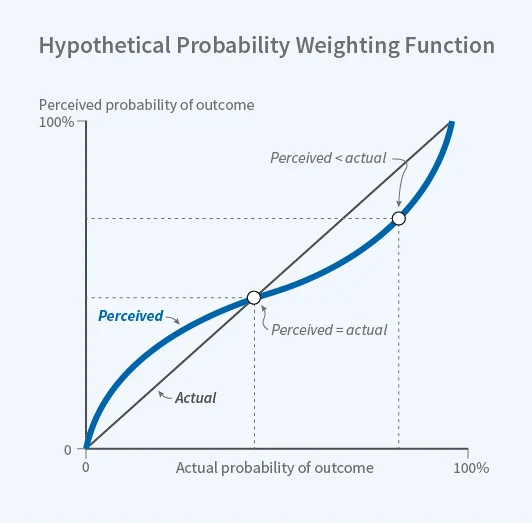 Hypothetical Probability Weighting Function
Perceived probability of outcome
100%
Perceived < actual
Perceived
Perceived = actual
Actual
0
0
Actual probability of outcome
100%